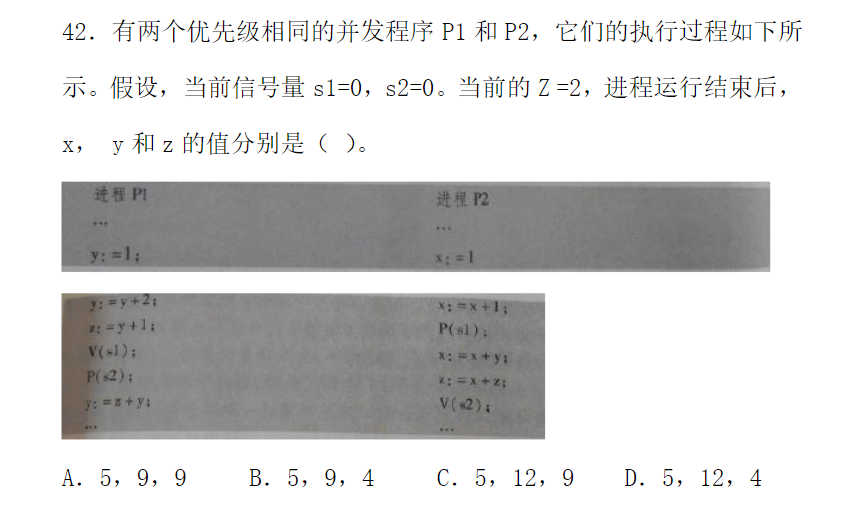 42．有两个优先级相同的并发程序 P1 和 P2，它们的执行过程如下所
示。假设，当前信号量 s1=0，s2=0。当前的 Z =2，进程运行结束后，
x， y 和 z 的值分别是（ ）。
进程 P1 进程 P2
… …
y: =1; x: =1
y: =y+2; x: =x+1;
z: =y+1; P(s1);
V(s1); x: =x+y;
P(s2); z: =x+z;
y: =z+y; V(s2);
… …
A．5，9，9 B．5，9，4 C．5，12，9 D．5，12，4